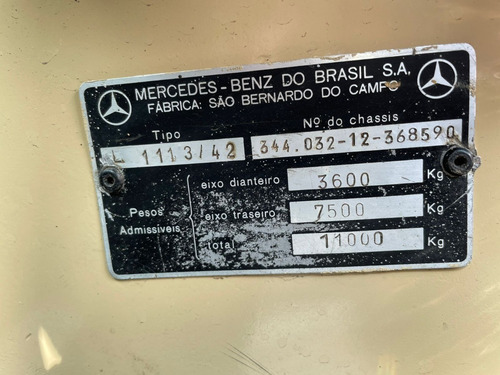 MERCEDES-BENZ DO BRASIL S.A.
FÁBRICA: SÃO BERNARDO DO CAMPO
Tipo Nº do chassis
L 1113/42 344.032-12-368590
Pesos Admissíveis
eixo dianteiro 3600 Kg
eixo traseiro 7500 Kg
total 11000 Kg